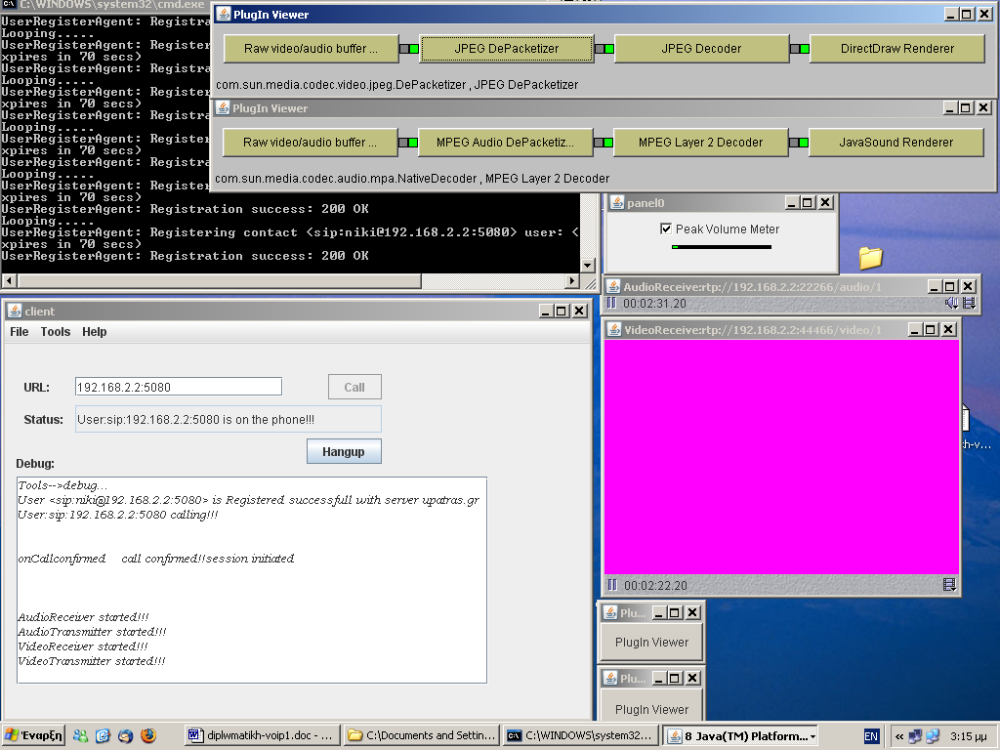 C:\WINDOWS\system32\cmd.exe
UserRegisterAgent: Registra
Looping.....
UserRegisterAgent: Register
xpires in 70 secs)
UserRegisterAgent: Registra
Looping.....
UserRegisterAgent: Register
xpires in 70 secs)
UserRegisterAgent: Registra
Looping.....
UserRegisterAgent: Register
xpires in 70 secs)
UserRegisterAgent: Registra
Looping.....
UserRegisterAgent: Register
xpires in 70 secs)
UserRegisterAgent: Registration success: 200 OK
Looping.....
UserRegisterAgent: Registering contact <sip:niki@192.168.2.2:5080> user: <
xpires in 70 secs)
UserRegisterAgent: Registration success: 200 OK
PlugIn Viewer
Raw video/audio buffer ...
JPEG DePacketizer
JPEG Decoder
DirectDraw Renderer
com.sun.media.codec.video.jpeg.DePacketizer , JPEG DePacketizer
PlugIn Viewer
Raw video/audio buffer ...
MPEG Audio DePacketiz...
MPEG Layer 2 Decoder
JavaSound Renderer
com.sun.media.codec.audio.mpa.NativeDecoder , MPEG Layer 2 Decoder
panel0
Peak Volume Meter
AudioReceive:rtp://192.168.2.2:22266/audio/1
00:02:31.20
VideoReceive:rtp://192.168.2.2:44466/video/1
00:02:22.20
th-v...
client
File Tools Help
URL: 192.168.2.2:5080 Call
Status: User:sip:192.168.2.2:5080 is on the phone!!!
Hangup
Debug:
Tools-->debug...
User <sip:niki@192.168.2.2:5080> is Registered successfull with server upatras.gr
User:sip:192.168.2.2:5080 calling!!!
onCallconfirmed call confirmed!!session initiated
AudioReceiver started!!!
AudioTransmitter started!!!
VideoReceiver started!!!
VideoTransmitter started!!!
Plu...
PlugIn Viewer
Plu...
PlugIn Viewer
Έναρξη
diplwmatikh-voip1.doc - ...
C:\Documents and Settin...
C:\WINDOWS\system32...
8 Java(TM) Platform...
EN
«
3:15 μμ